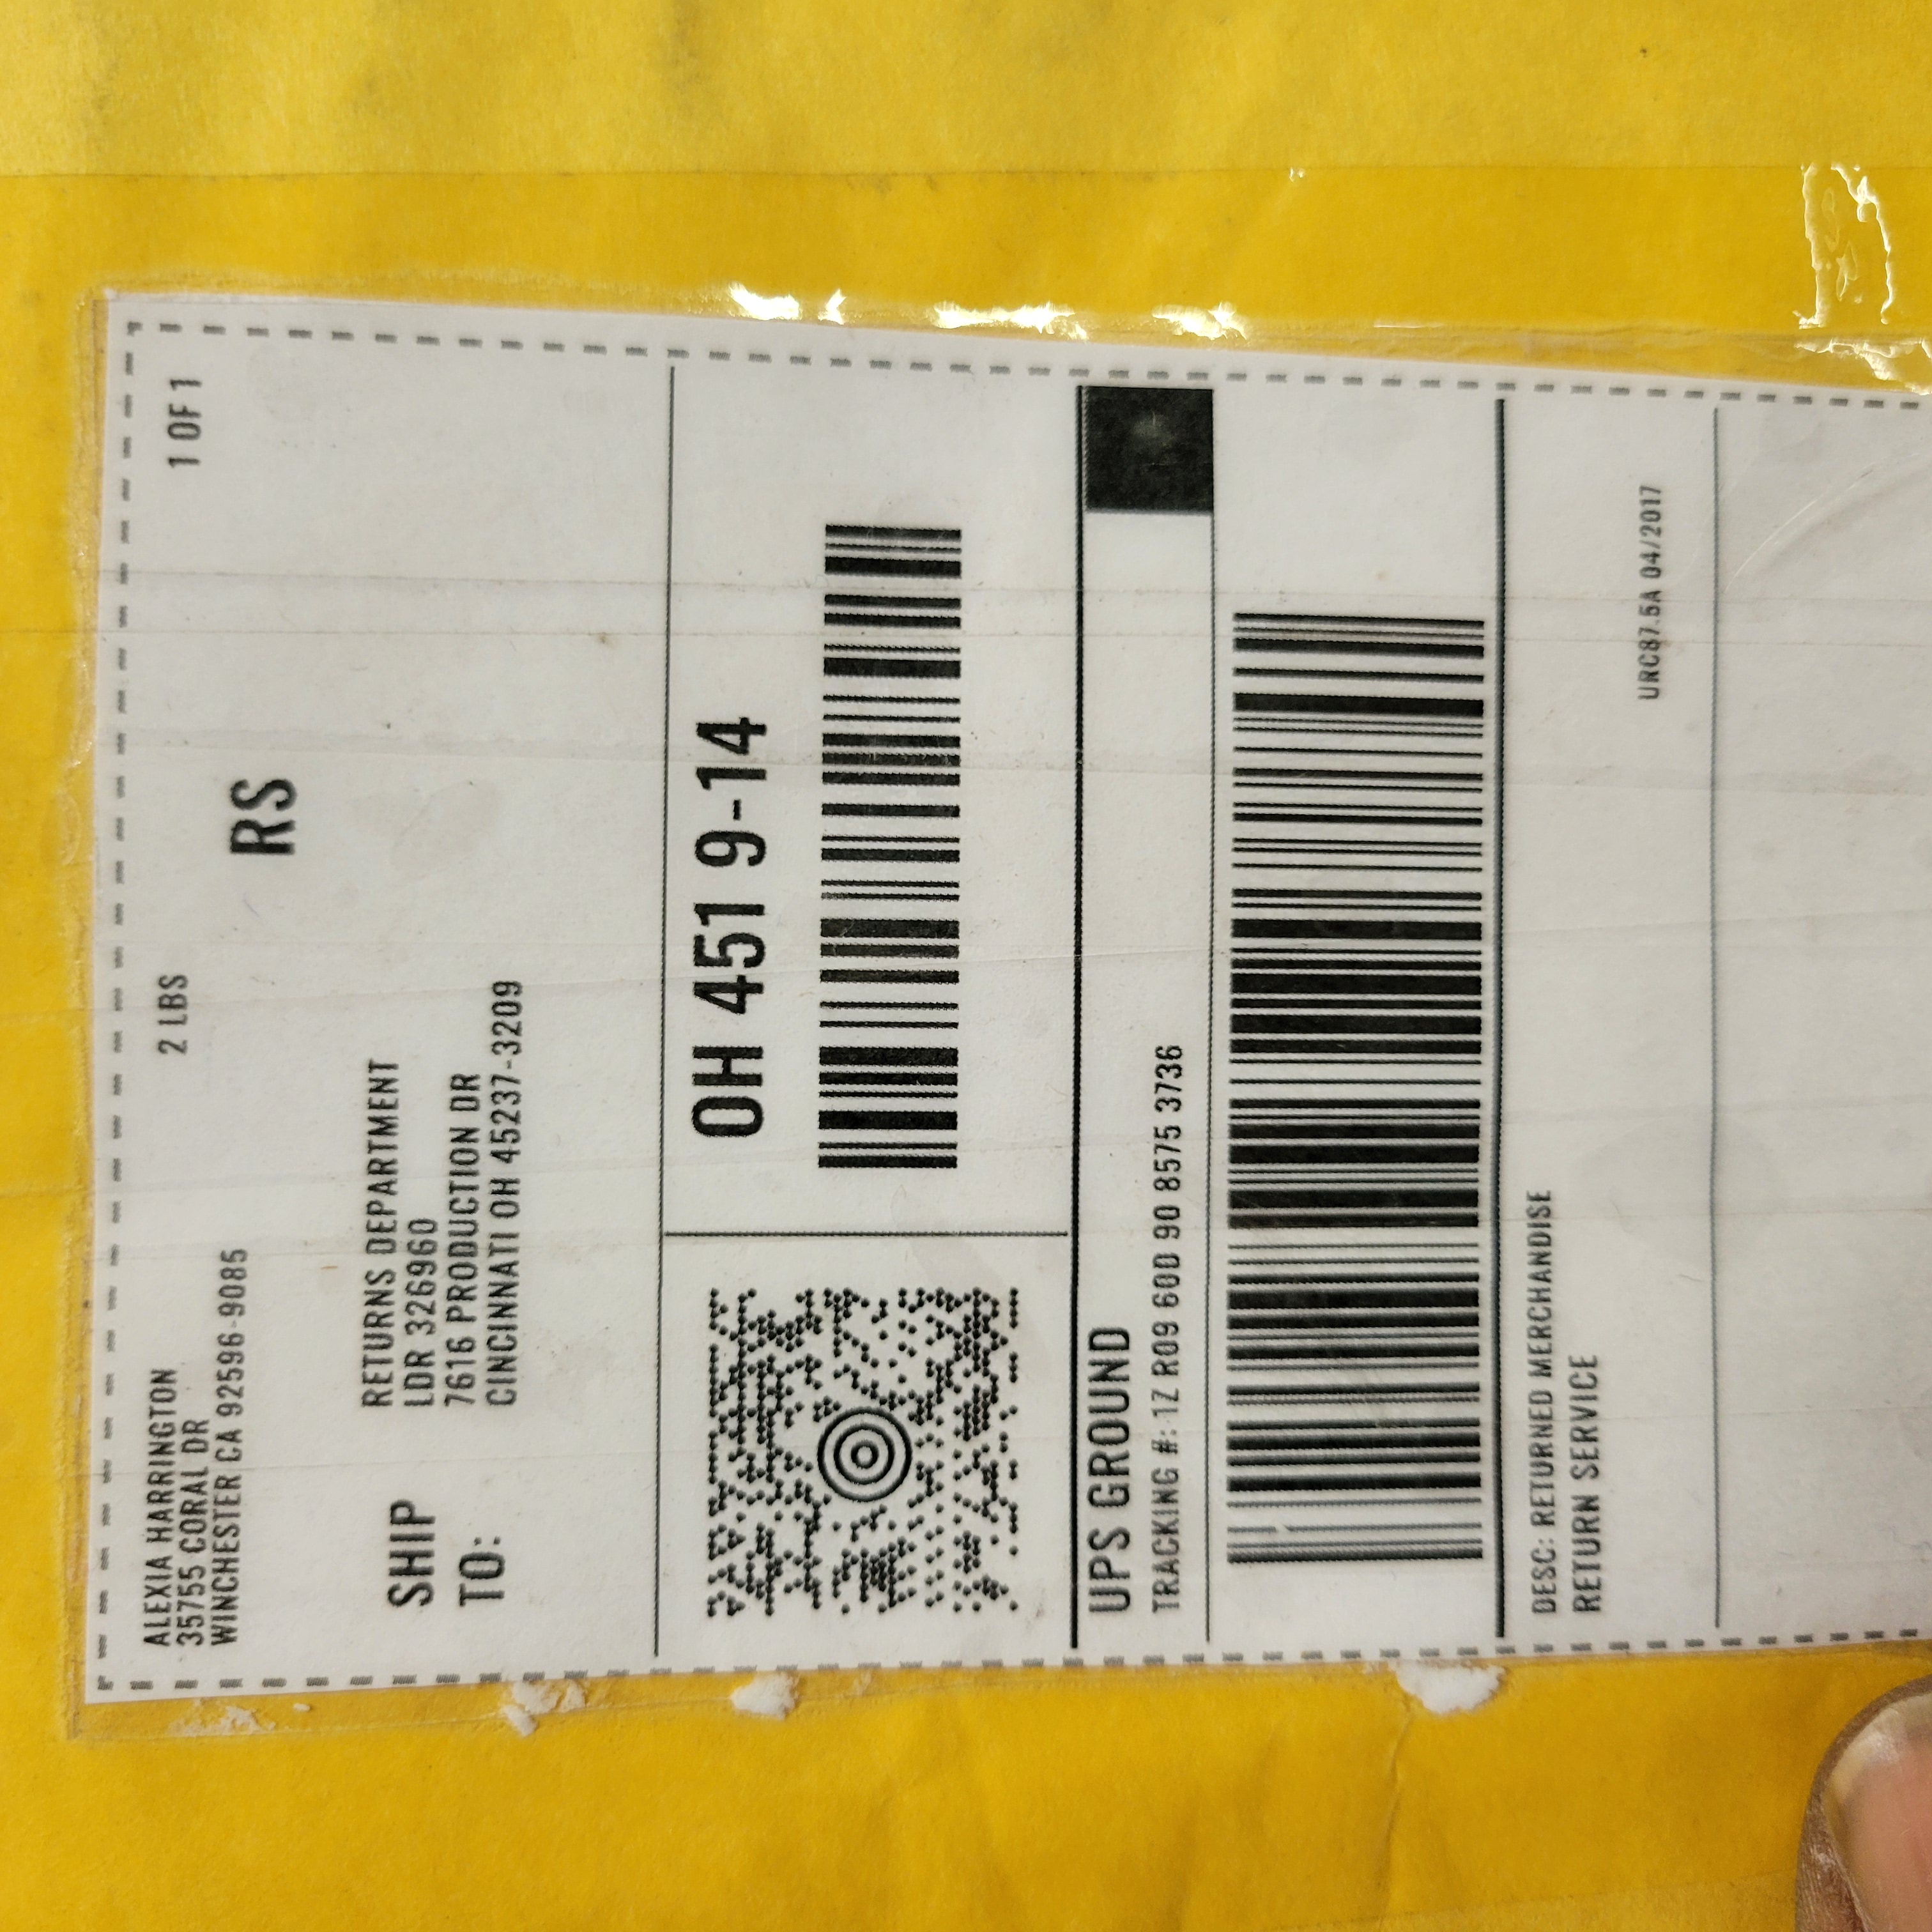 ALEXIA HARRINGTON
35755 CORAL DR
WINCHESTER CA 92596-9085
2 LBS
1 OF 1
RS
SHIP TO:
RETURNS DEPARTMENT
LDR 326960
7616 PRODUCTION DR
CINCINNATI OH 45237-3209
OH 451 9-14
UPS GROUND
TRACKING #: 1Z R09 60D 90 8575 3736
DESC: RETURNED MERCHANDISE
RETURN SERVICE
URC87.5A 04/2017